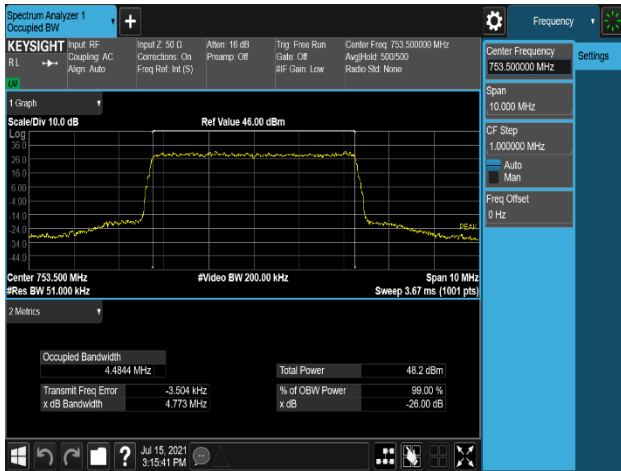 Spectrum Analyzer 1
Occupied BW
Frequency
KEYSIGHT
RL
Input: RF
Coupling: AC
Align: Auto
Input Z: 50 Ω
Corrections: On
Freq Ref: Int (S)
Atten: 16 dB
Preamp: Off
Trig: Free Run
Gate: Off
#IF Gain: Low
Center Freq: 753.500000 MHz
Avg|Hold: 500/500
Radio Std: None
Center Frequency
753.500000 MHz
Settings
Span
10.000 MHz
CF Step
1.000000 MHz
Auto
Man
Freq Offset
0 Hz
1 Graph
Scale/Div 10.0 dB
Ref Value 46.00 dBm
Log
36.0
26.0
16.0
6.00
-4.00
-14.0
-24.0
-34.0
-44.0
PEAK
Center 753.500 MHz
#Video BW 200.00 kHz
Span 10 MHz
#Res BW 51.000 kHz
Sweep 3.67 ms (1001 pts)
2 Metrics
Occupied Bandwidth
4.4844 MHz
Total Power
48.2 dBm
Transmit Freq Error
-3.504 kHz
% of OBW Power
99.00 %
x dB Bandwidth
4.773 MHz
x dB
-26.00 dB
?
Jul 15, 2021
3:15:41 PM